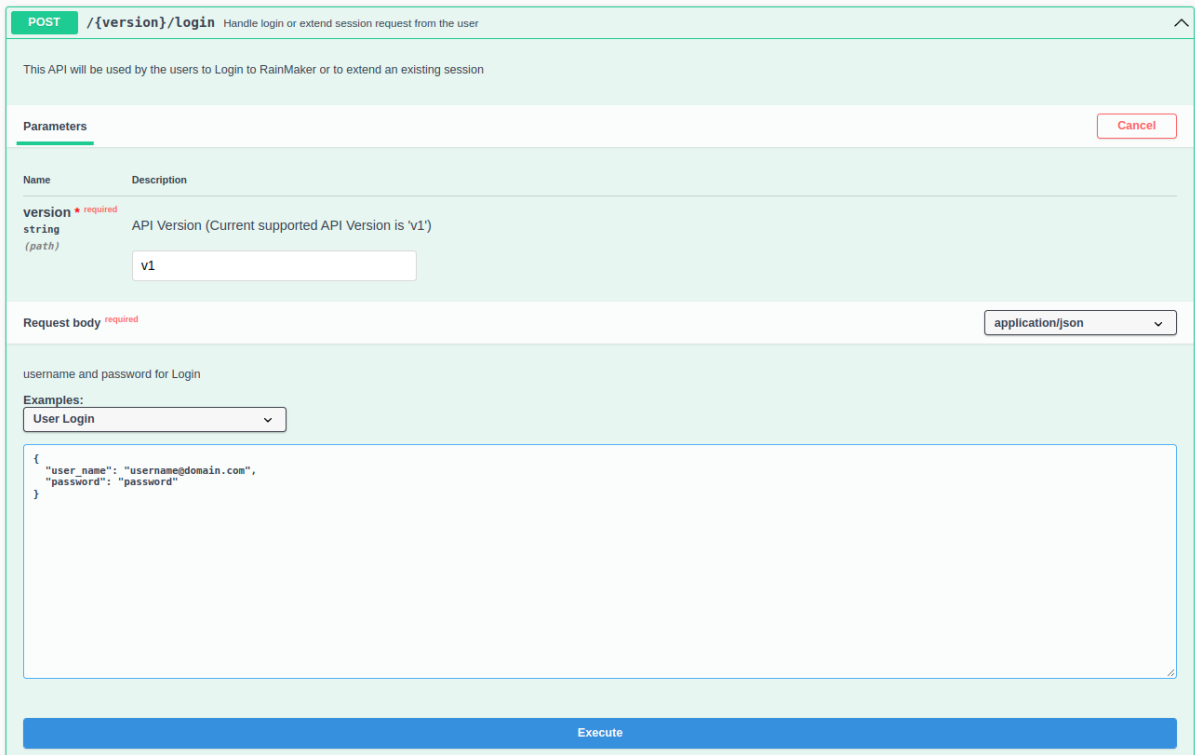 POST /{version}/login Handle login or extend session request from the user
This API will be used by the users to Login to RainMaker or to extend an existing session
Parameters Cancel
Name Description
version * required
string
(path)
API Version (Current supported API Version is 'v1')
v1
Request body required application/json
username and password for Login
Examples:
User Login
{
  "user_name": "username@domain.com",
  "password": "password"
}
Execute